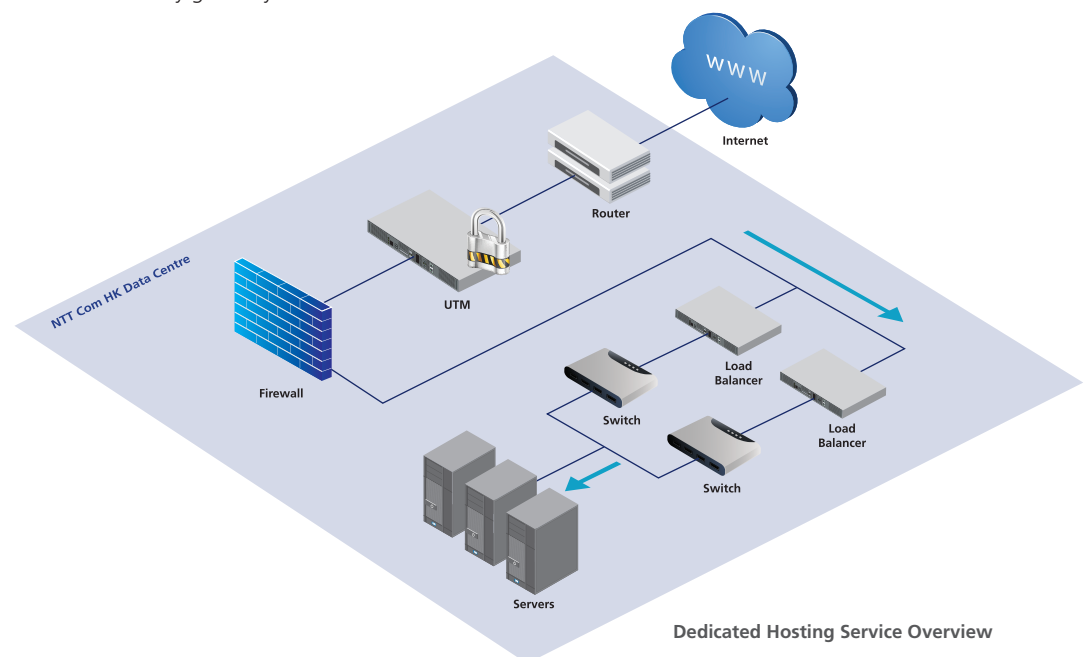 WWW
Internet
Router
NTT Com HK Data Centre
UTM
Firewall
Load
Balancer
Load
Balancer
Switch
Switch
Servers
Dedicated Hosting Service Overview